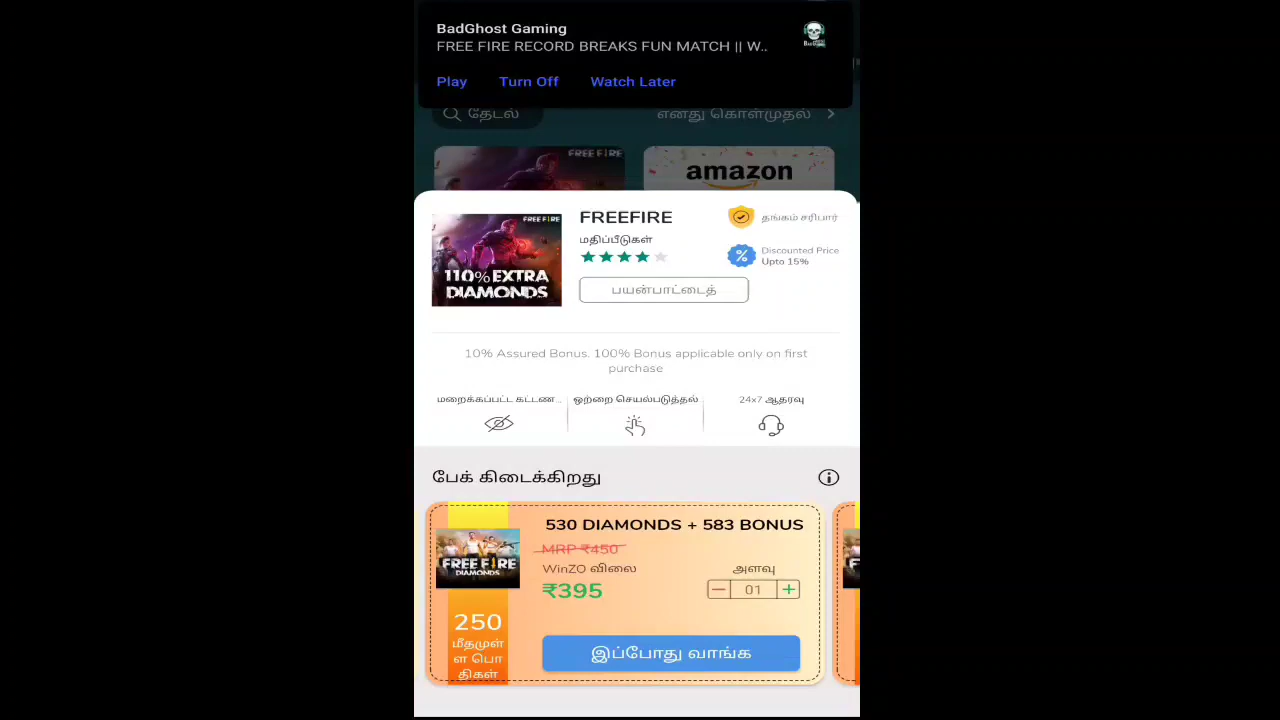 BadGhost Gaming
FREE FIRE RECORD BREAKS FUN MATCH || W..
Play Turn Off Watch Later
தேடல் எனது கொள்முதல்
FREE FIRE
amazon
FREE FIRE
110% EXTRA
DIAMONDS
FREEFIRE
மதிப்பீடுகள்
தங்கம் சரிபார்
Discounted Price
Upto 15%
பயன்பாட்டைத்
10% Assured Bonus. 100% Bonus applicable only on first
purchase
மறைக்கப்பட்ட கட்டண.. ஒற்றை செயல்படுத்தல் 24x7 ஆதரவு
பேக் கிடைக்கிறது
530 DIAMONDS + 583 BONUS
FREE FIRE
DIAMONDS
MRP ₹450
WinZO விலை அளவு
₹395 01
250
மீதமுள்
ள பொ
திகள்
இப்போது வாங்க